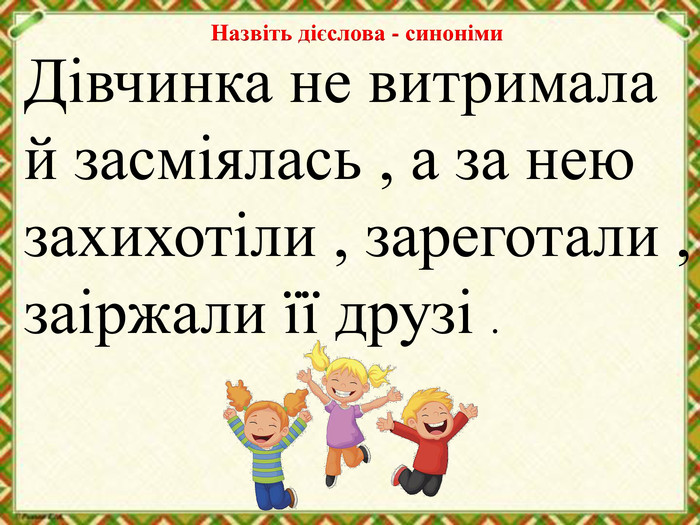 Назвіть дієслова - синоніми
Дівчинка не витримала
й засміялась , а за нею
захихотіли , зареготали ,
заіржали її друзі .